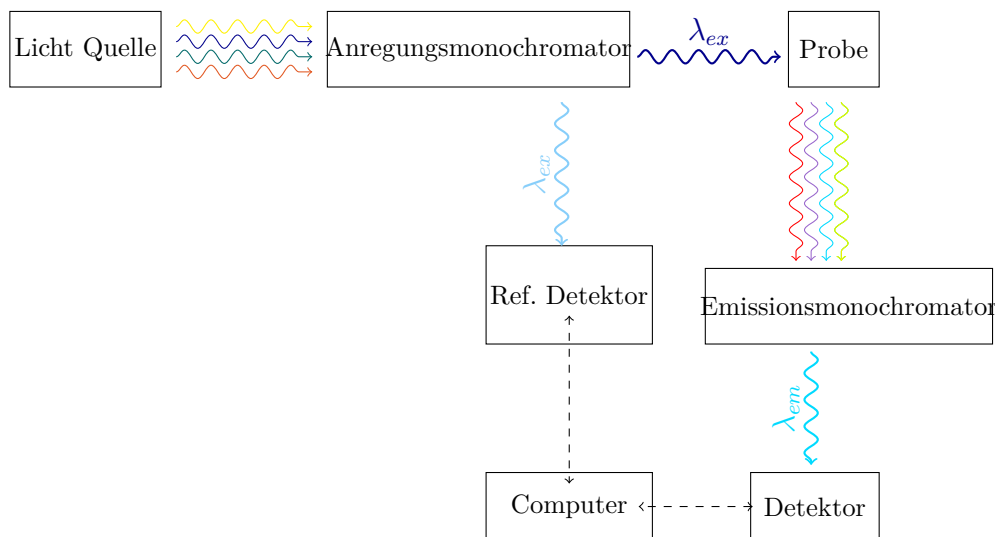 Licht Quelle
Anregungsmonochromator
λex
Probe
λex
Ref. Detektor
Emissionsmonochromator
λem
Computer
Detektor